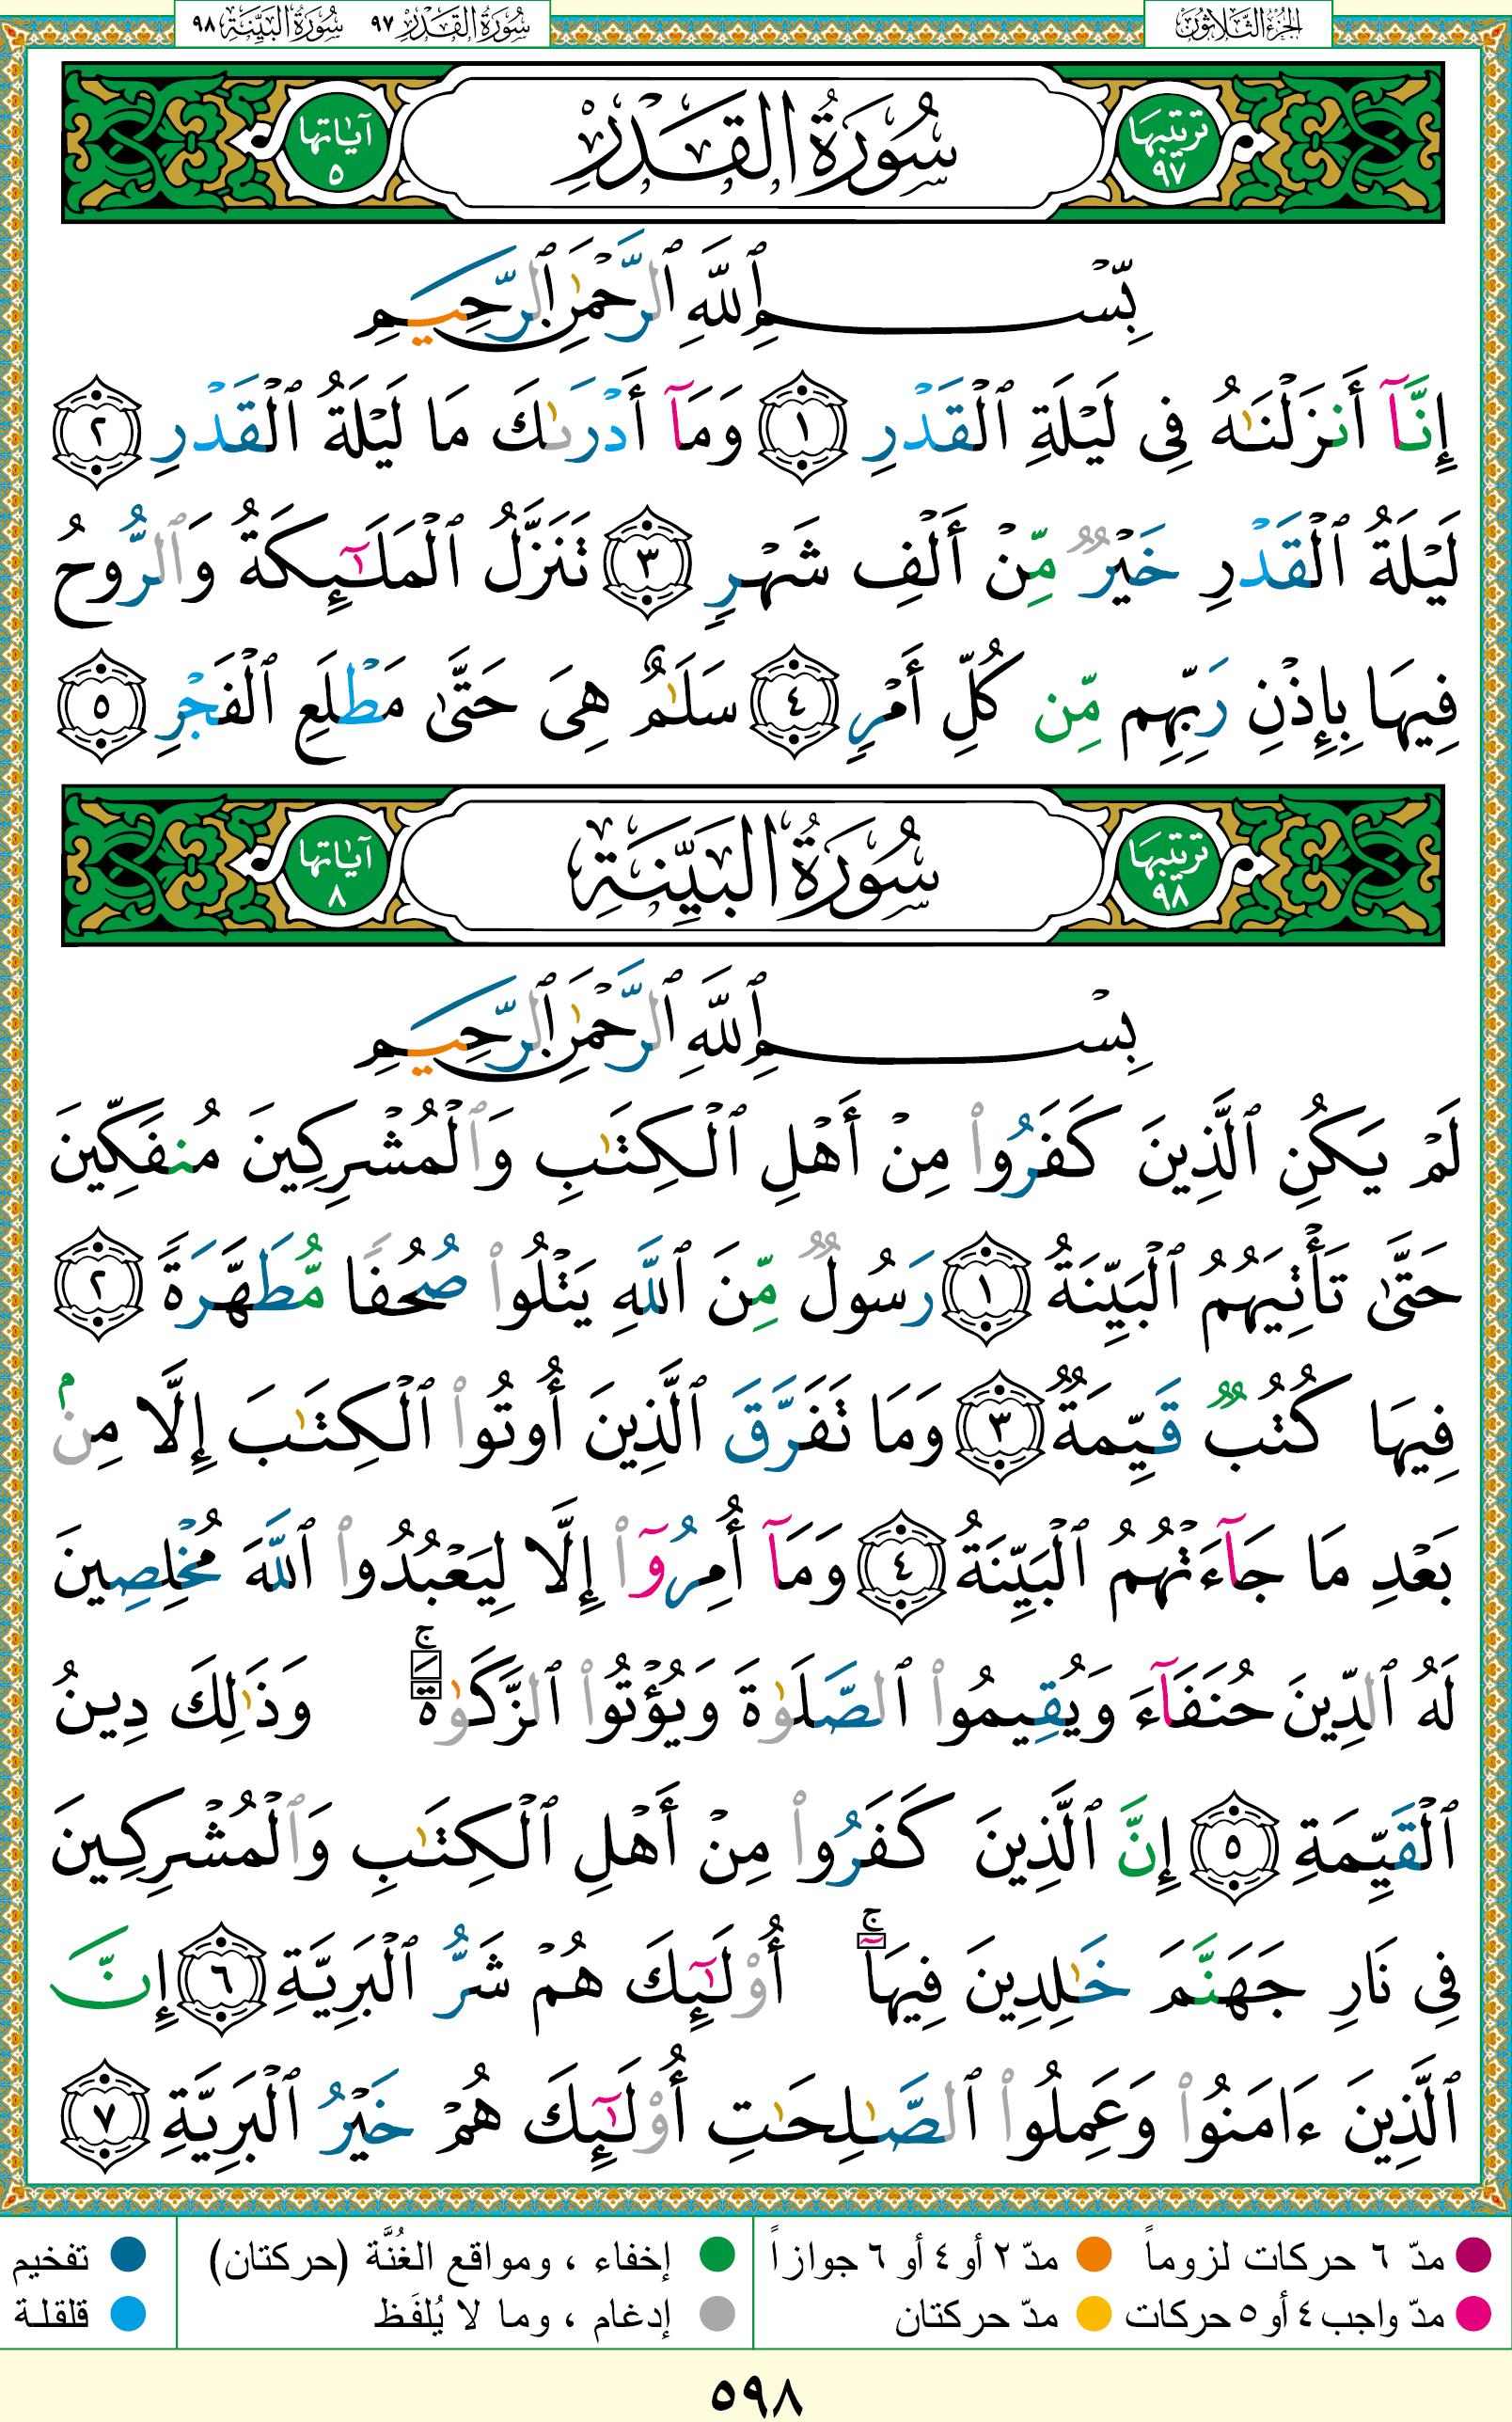 الجزء الثلاثون
سورة القدر ٩٧ سورة البينة ٩٨
ترتيبها ٩٧
سُورَةُ القَدْرِ
آياتها ٥
بِّسْمِ ٱللَّهِ ٱلرَّحْمَٰنِ ٱلرَّحِيمِ
إِنَّآ أَنزَلْنَٰهُ فِى لَيْلَةِ ٱلْقَدْرِ ١ وَمَآ أَدْرَىٰكَ مَا لَيْلَةُ ٱلْقَدْرِ ٢
لَيْلَةُ ٱلْقَدْرِ خَيْرٌ مِّنْ أَلْفِ شَهْرٍ ٣ تَنَزَّلُ ٱلْمَلَٰٓئِكَةُ وَٱلرُّوحُ
فِيهَا بِإِذْنِ رَبِّهِم مِّن كُلِّ أَمْرٍ ٤ سَلَٰمٌ هِىَ حَتَّىٰ مَطْلَعِ ٱلْفَجْرِ ٥
ترتيبها ٩٨
سُورَةُ البَيِّنَةِ
آياتها ٨
بِسْمِ ٱللَّهِ ٱلرَّحْمَٰنِ ٱلرَّحِيمِ
لَمْ يَكُنِ ٱلَّذِينَ كَفَرُوا۟ مِنْ أَهْلِ ٱلْكِتَٰبِ وَٱلْمُشْرِكِينَ مُنفَكِّينَ
حَتَّىٰ تَأْتِيَهُمُ ٱلْبَيِّنَةُ ١ رَسُولٌ مِّنَ ٱللَّهِ يَتْلُوا۟ صُحُفًا مُّطَهَّرَةً ٢
فِيهَا كُتُبٌ قَيِّمَةٌ ٣ وَمَا تَفَرَّقَ ٱلَّذِينَ أُوتُوا۟ ٱلْكِتَٰبَ إِلَّا مِنۢ
بَعْدِ مَا جَآءَتْهُمُ ٱلْبَيِّنَةُ ٤ وَمَآ أُمِرُوٓا۟ إِلَّا لِيَعْبُدُوا۟ ٱللَّهَ مُخْلِصِينَ
لَهُ ٱلدِّينَ حُنَفَآءَ وَيُقِيمُوا۟ ٱلصَّلَوٰةَ وَيُؤْتُوا۟ ٱلزَّكَوٰةَ ۚ وَذَٰلِكَ دِينُ
ٱلْقَيِّمَةِ ٥ إِنَّ ٱلَّذِينَ كَفَرُوا۟ مِنْ أَهْلِ ٱلْكِتَٰبِ وَٱلْمُشْرِكِينَ
فِى نَارِ جَهَنَّمَ خَٰلِدِينَ فِيهَآ ۚ أُو۟لَٰٓئِكَ هُمْ شَرُّ ٱلْبَرِيَّةِ ٦ إِنَّ
ٱلَّذِينَ ءَامَنُوا۟ وَعَمِلُوا۟ ٱلصَّٰلِحَٰتِ أُو۟لَٰٓئِكَ هُمْ خَيْرُ ٱلْبَرِيَّةِ ٧
مدّ ٦ حركات لزوماً مدّ ٢ أو ٤ أو ٦ جوازاً إخفاء ، ومواقع الغُنَّة (حركتان) تفخيم
مدّ واجب ٤ أو ٥ حركات مدّ حركتان إدغام ، وما لا يُلفَظ قلقلة
٥٩٨